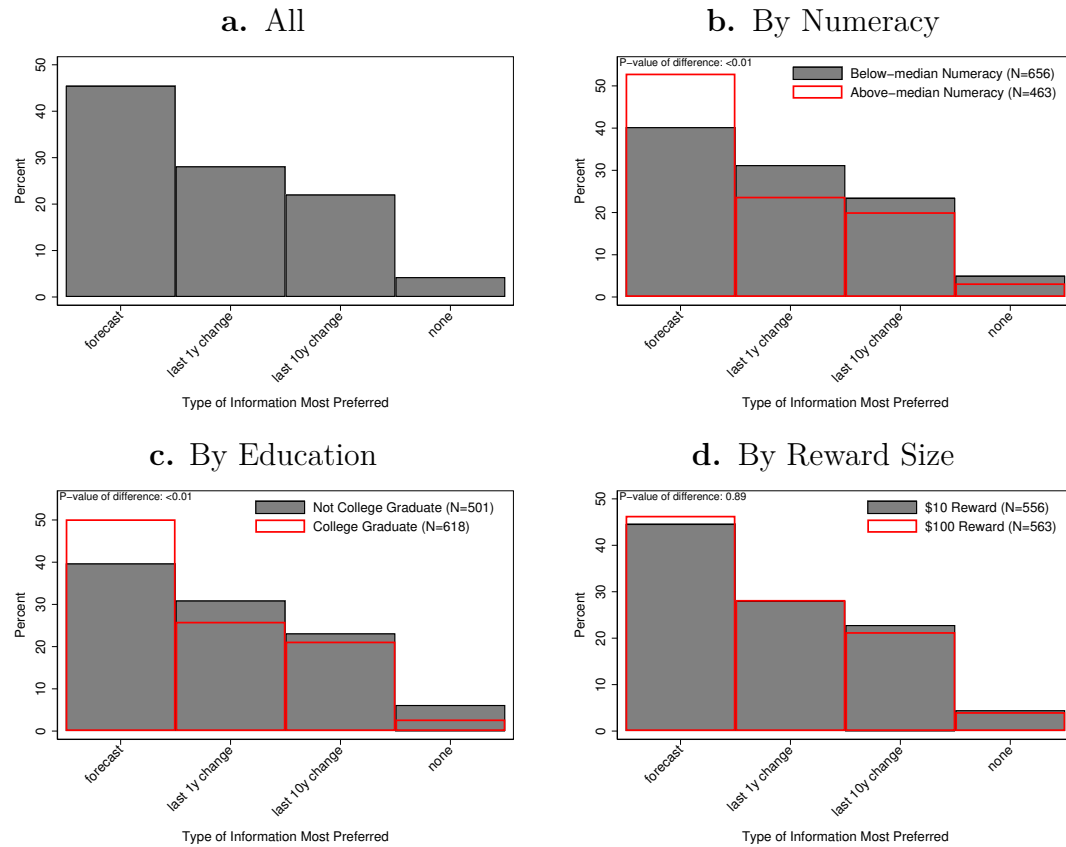 a. All
50
40
30
20
10
0
Percent
forecast
last 1y change
last 10y change
none
Type of Information Most Preferred
b. By Numeracy
P-value of difference: <0.01
Below-median Numeracy (N=656)
Above-median Numeracy (N=463)
50
40
30
20
10
0
Percent
forecast
last 1y change
last 10y change
none
Type of Information Most Preferred
c. By Education
P-value of difference: <0.01
Not College Graduate (N=501)
College Graduate (N=618)
50
40
30
20
10
0
Percent
forecast
last 1y change
last 10y change
none
Type of Information Most Preferred
d. By Reward Size
P-value of difference: 0.89
$10 Reward (N=556)
$100 Reward (N=563)
50
40
30
20
10
0
Percent
forecast
last 1y change
last 10y change
none
Type of Information Most Preferred